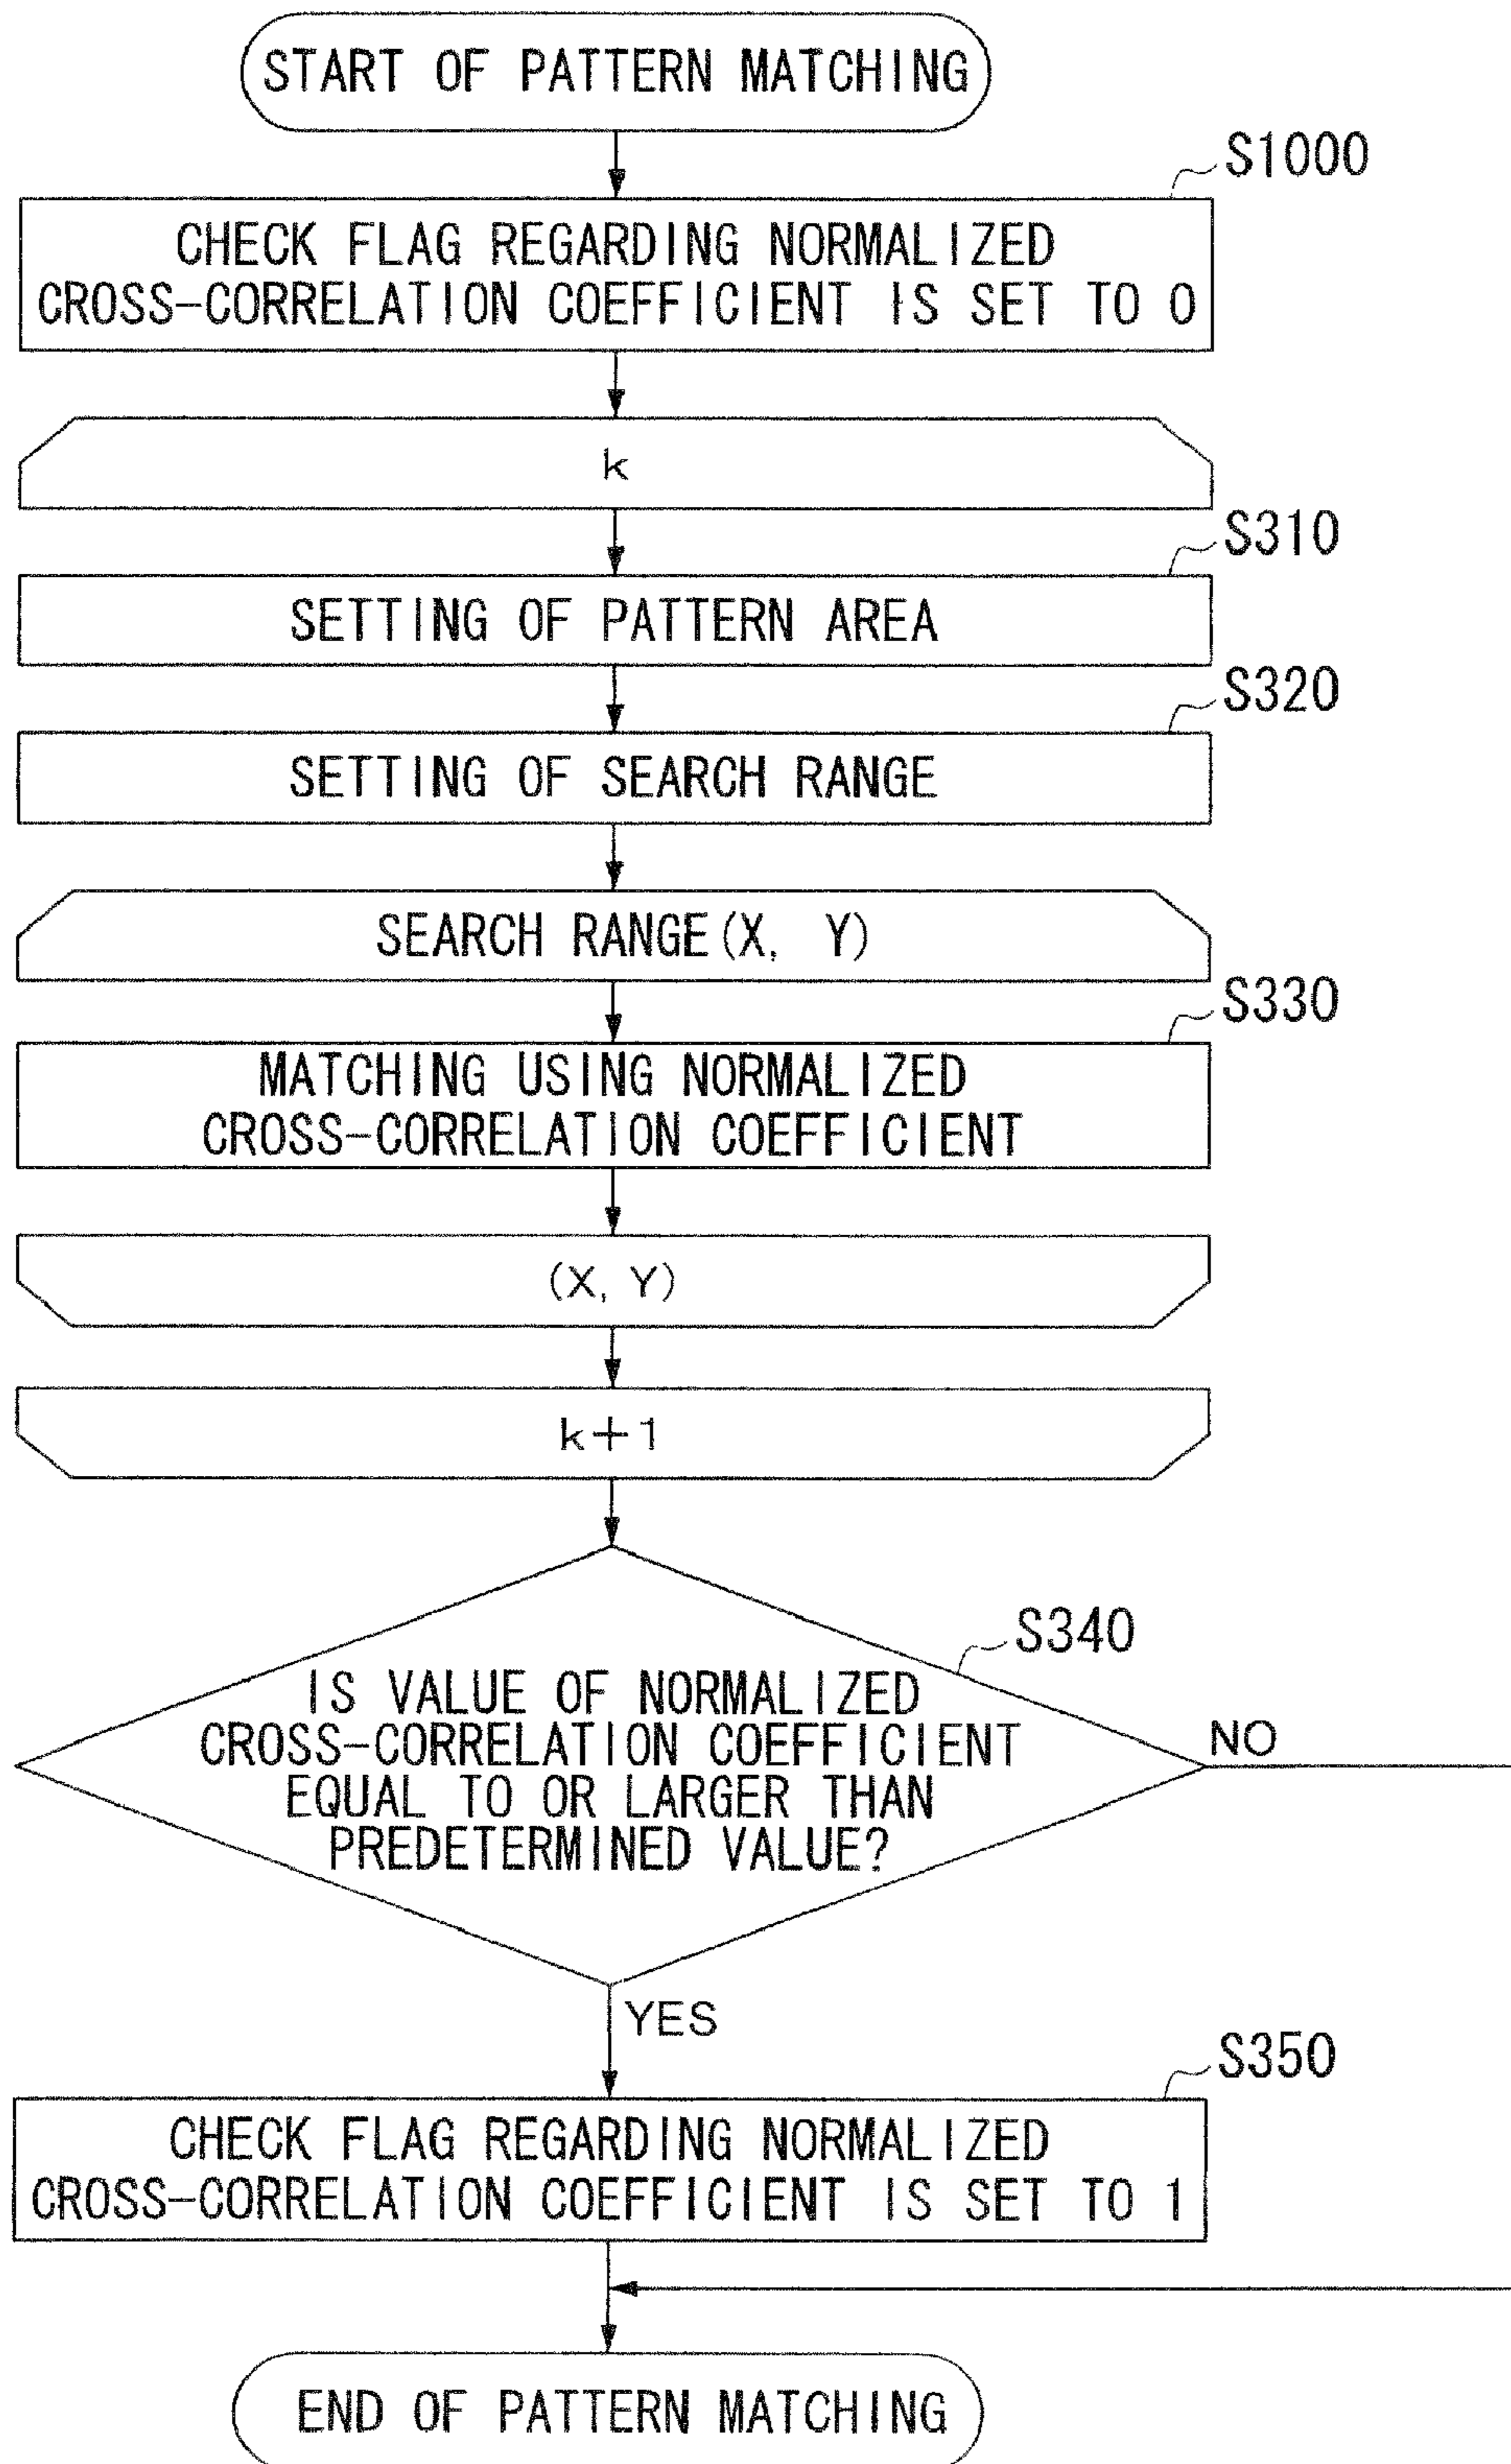 START OF PATTERN MATCHING
S1000
CHECK FLAG REGARDING NORMALIZED
CROSS-CORRELATION COEFFICIENT IS SET TO 0
k
S310
SETTING OF PATTERN AREA
S320
SETTING OF SEARCH RANGE
SEARCH RANGE(X, Y)
S330
MATCHING USING NORMALIZED
CROSS-CORRELATION COEFFICIENT
(X, Y)
k+1
S340
IS VALUE OF NORMALIZED
CROSS-CORRELATION COEFFICIENT
EQUAL TO OR LARGER THAN
PREDETERMINED VALUE?
NO
YES
S350
CHECK FLAG REGARDING NORMALIZED
CROSS-CORRELATION COEFFICIENT IS SET TO 1
END OF PATTERN MATCHING